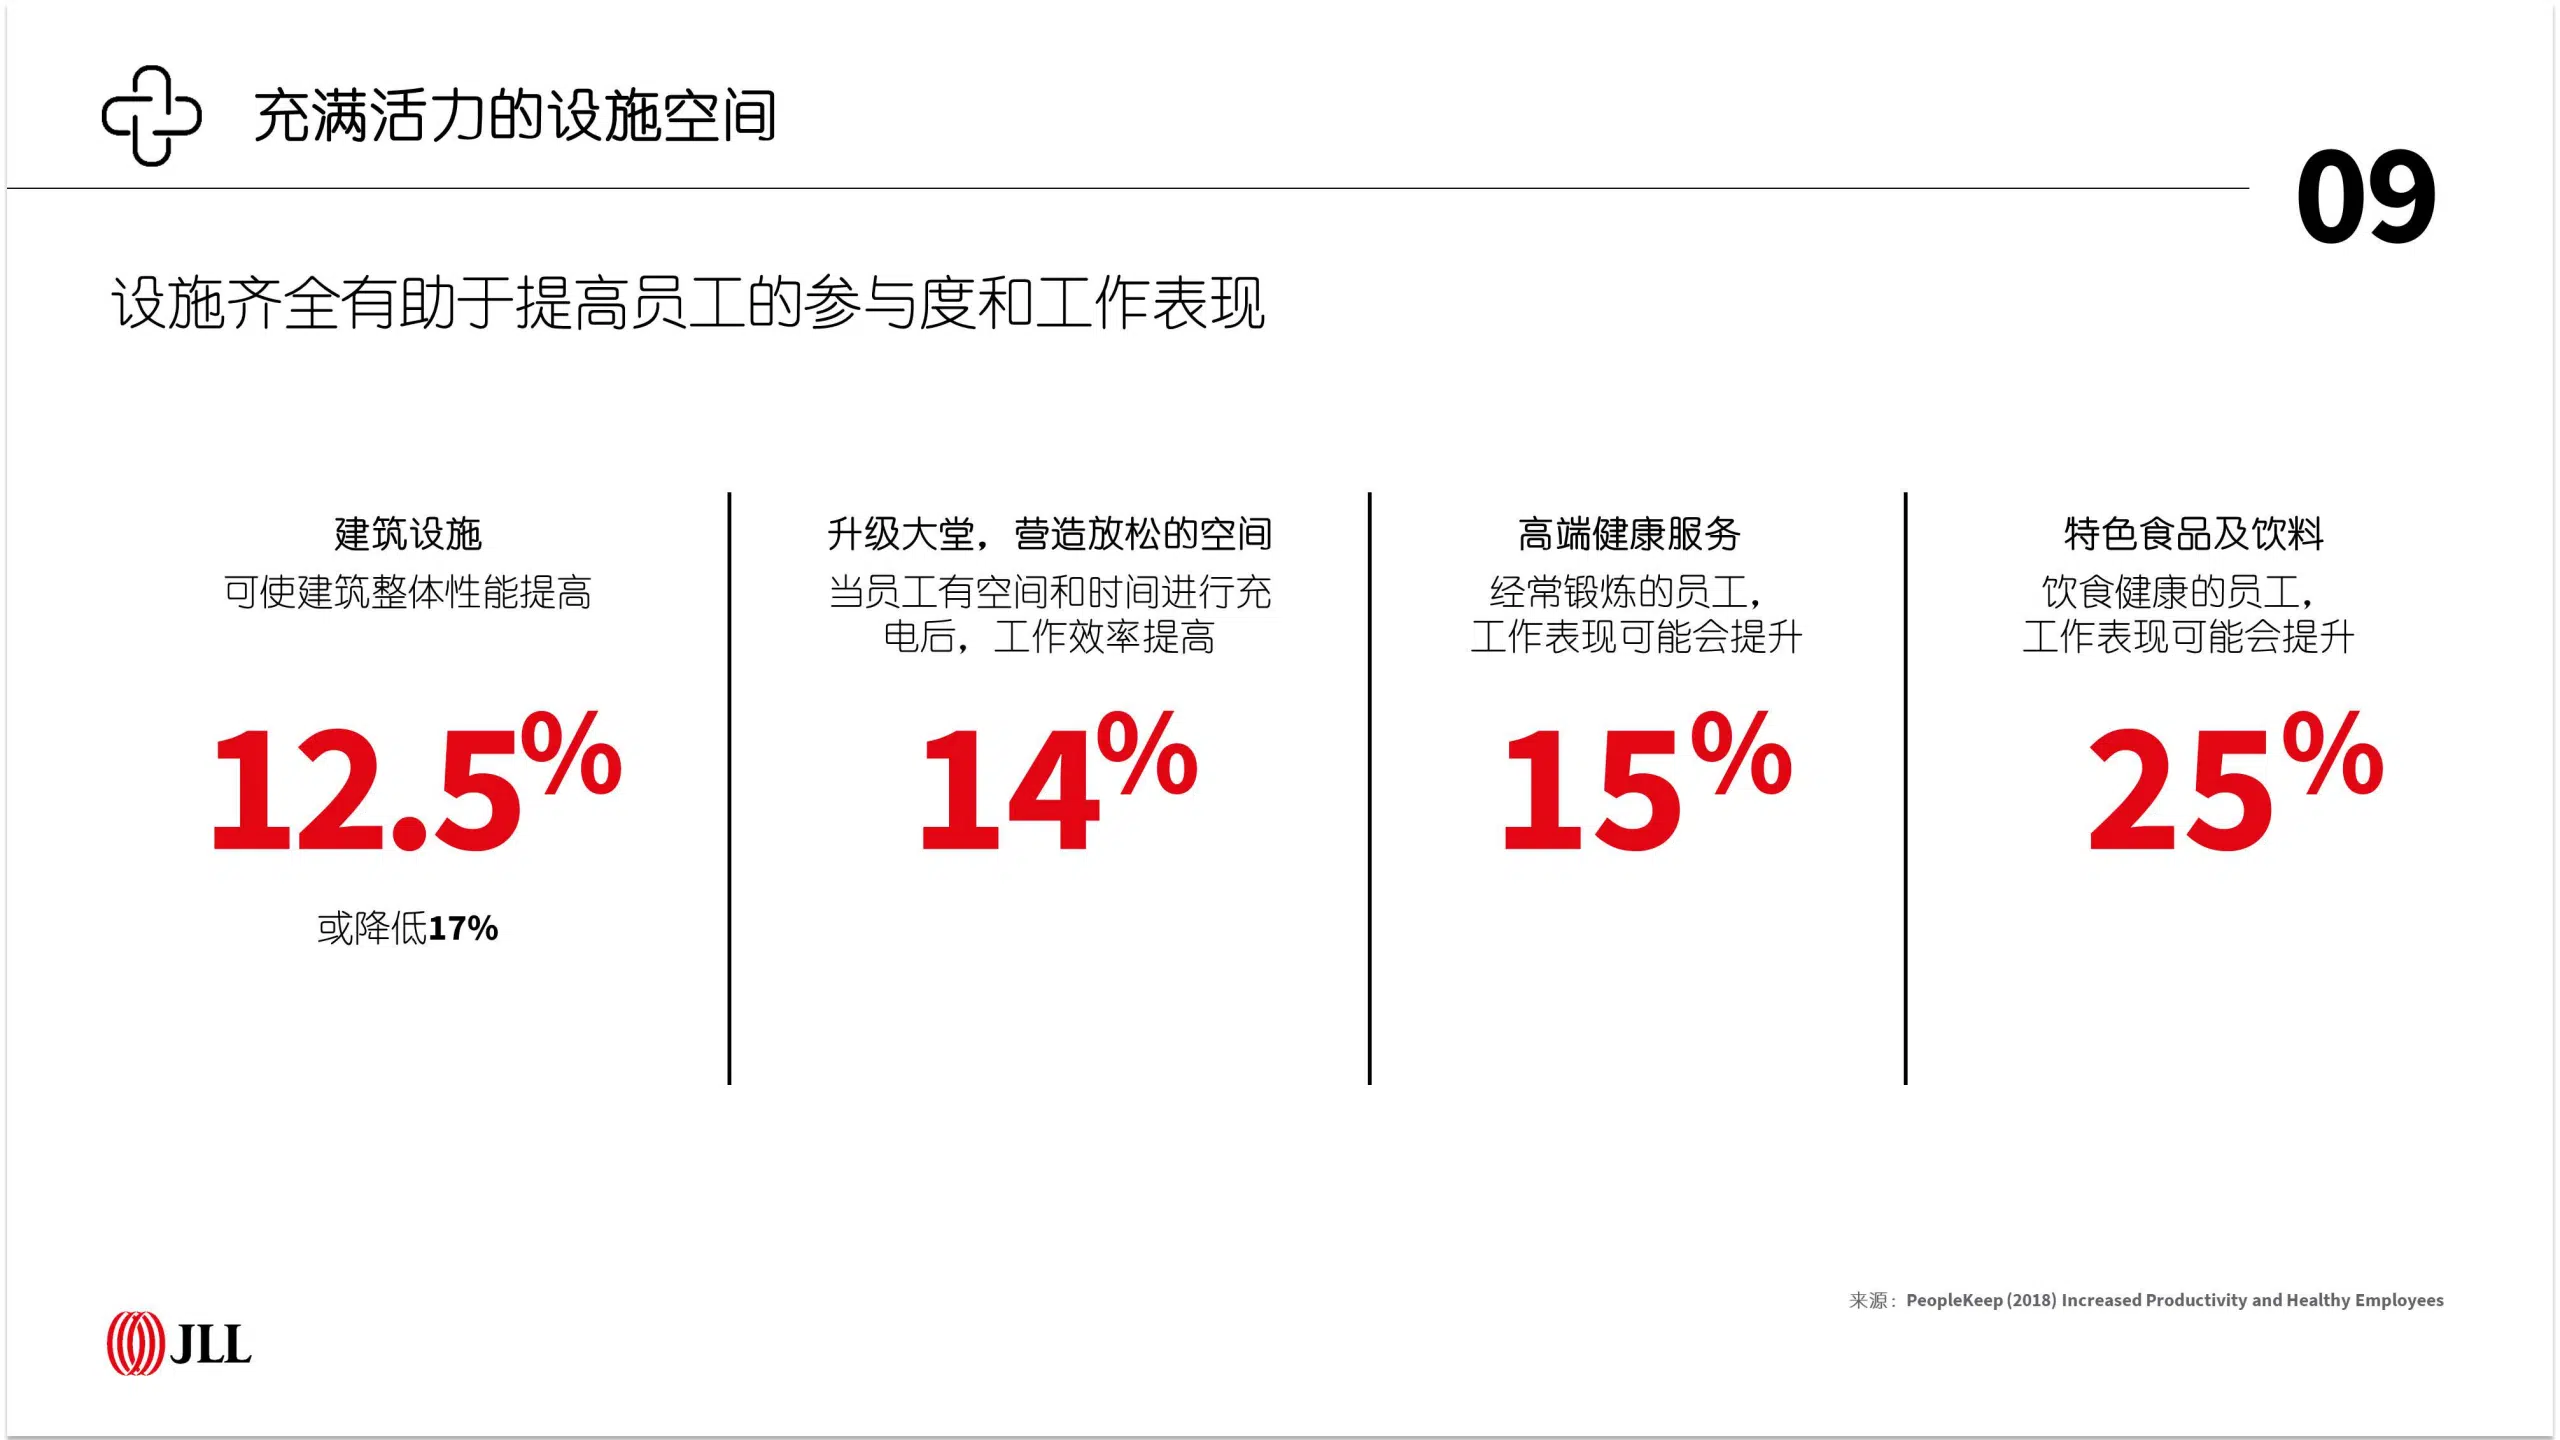 充满活力的设施空间
09
设施齐全有助于提高员工的参与度和工作表现
建筑设施
可使建筑整体性能提高
12.5%
或降低17%
升级大堂，营造放松的空间
当员工有空间和时间进行充
电后，工作效率提高
14%
高端健康服务
经常锻炼的员工，
工作表现可能会提升
15%
特色食品及饮料
饮食健康的员工，
工作表现可能会提升
25%
来源：PeopleKeep (2018) Increased Productivity and Healthy Employees
JLL